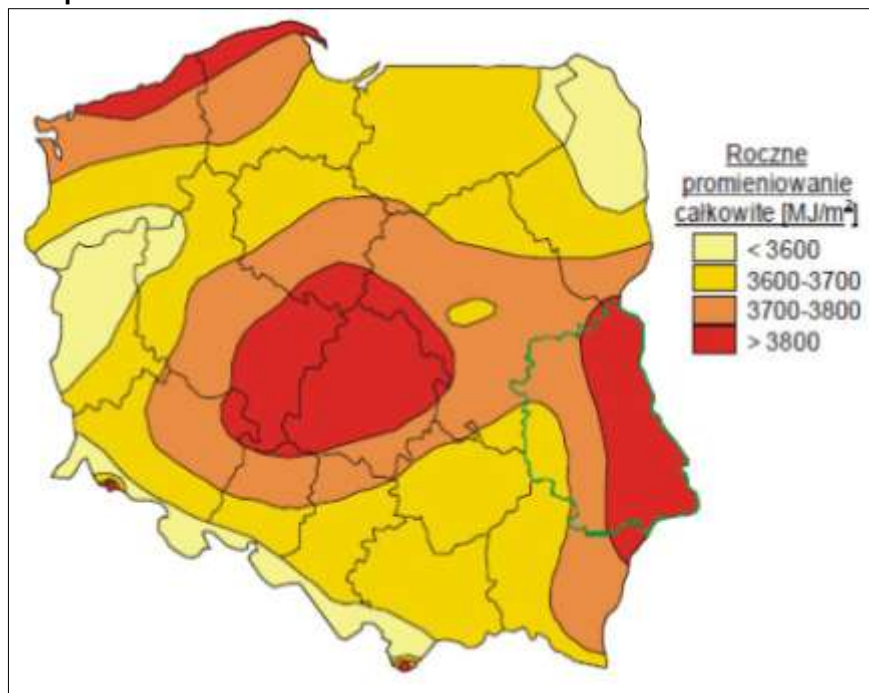 Roczne
promieniowanie
całkowite [MJ/m²]
< 3600
3600-3700
3700-3800
> 3800